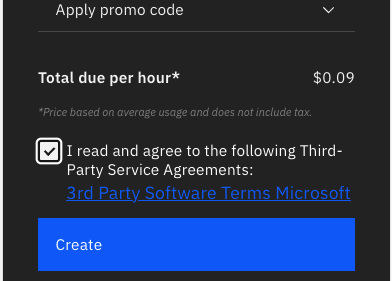 Apply promo code
Total due per hour* $0.09
*Price based on average usage and does not include tax.
I read and agree to the following Third-
Party Service Agreements:
3rd Party Software Terms Microsoft
Create